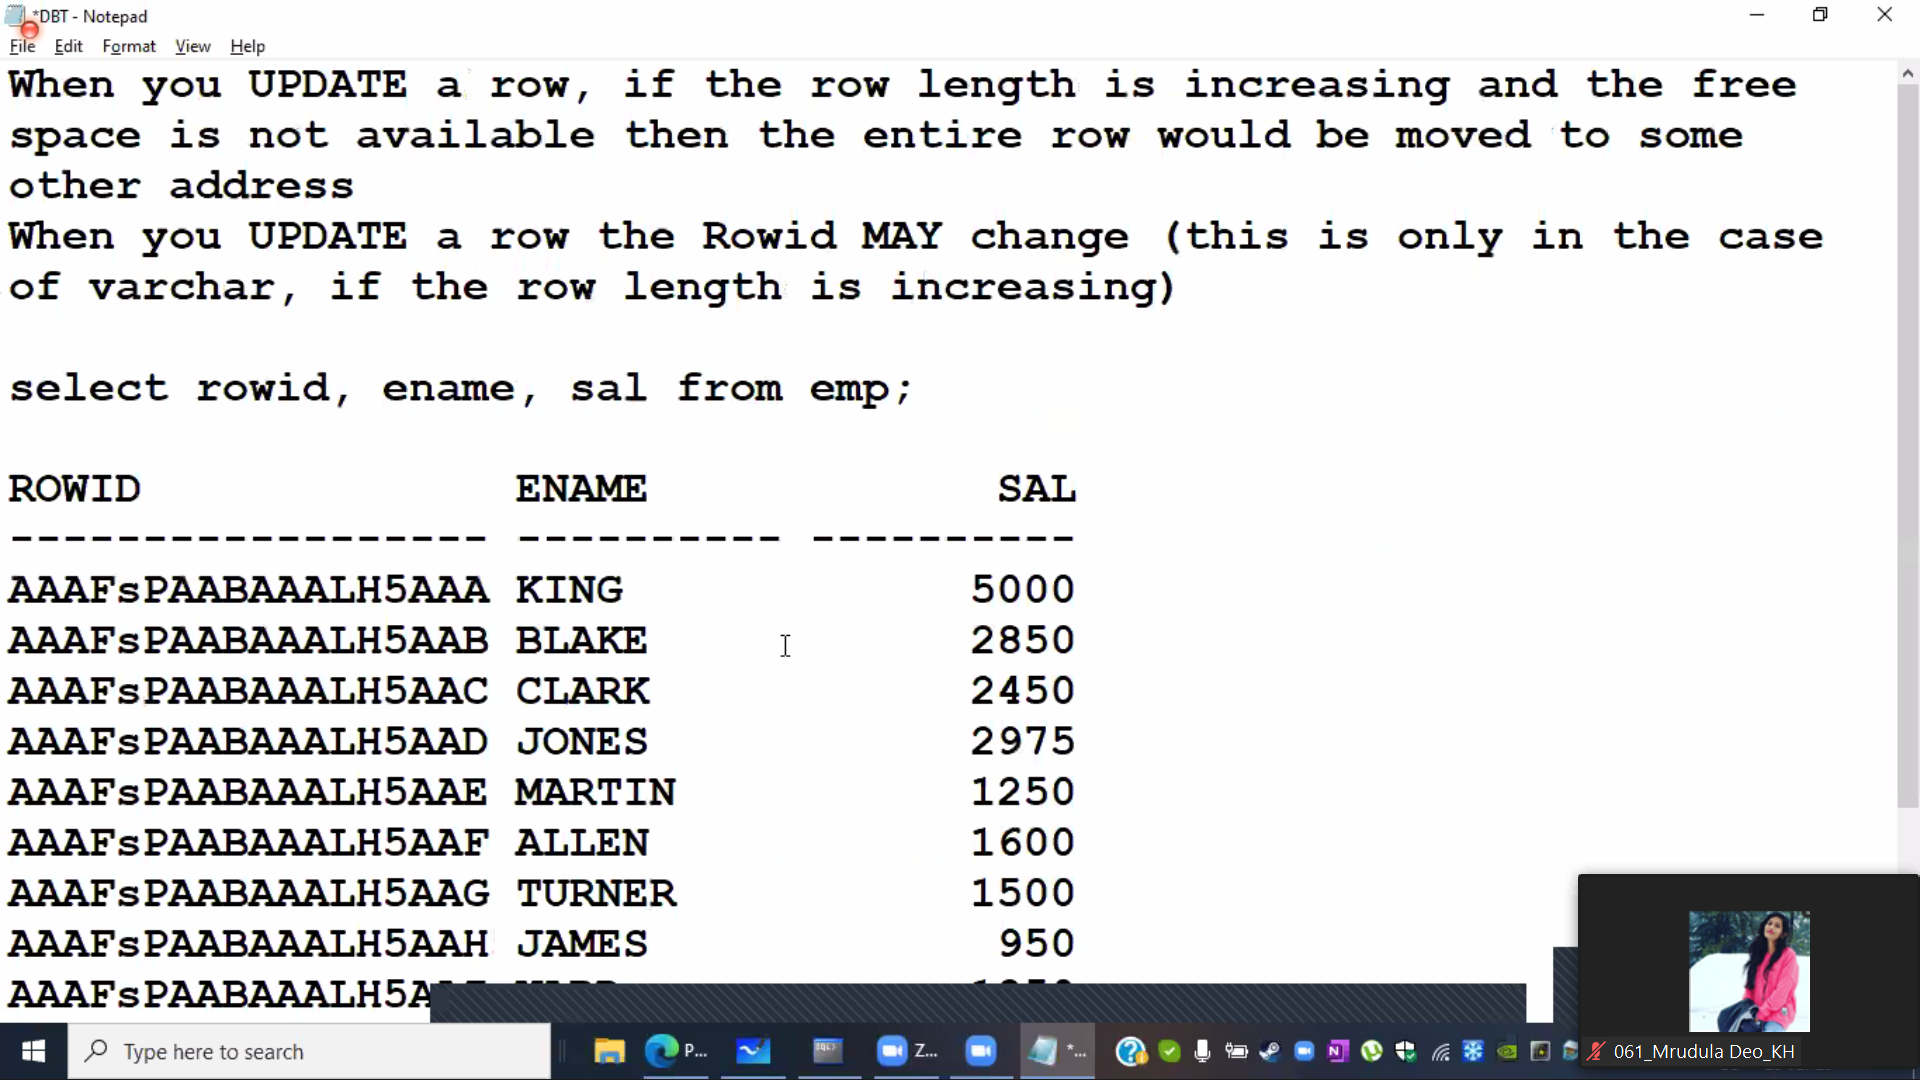 *DBT - Notepad
File Edit Format View Help
When you UPDATE a row, if the row length is increasing and the free
space is not available then the entire row would be moved to some
other address
When you UPDATE a row the Rowid MAY change (this is only in the case
of varchar, if the row length is increasing)
select rowid, ename, sal from emp;
ROWID ENAME SAL
------------------ ---------- ----------
AAAFsPAABAAALH5AAA KING 5000
AAAFsPAABAAALH5AAB BLAKE 2850
AAAFsPAABAAALH5AAC CLARK 2450
AAAFsPAABAAALH5AAD JONES 2975
AAAFsPAABAAALH5AAE MARTIN 1250
AAAFsPAABAAALH5AAF ALLEN 1600
AAAFsPAABAAALH5AAG TURNER 1500
AAAFsPAABAAALH5AAH JAMES 950
Type here to search
P...
Z...
*...
061_Mrudula Deo_KH